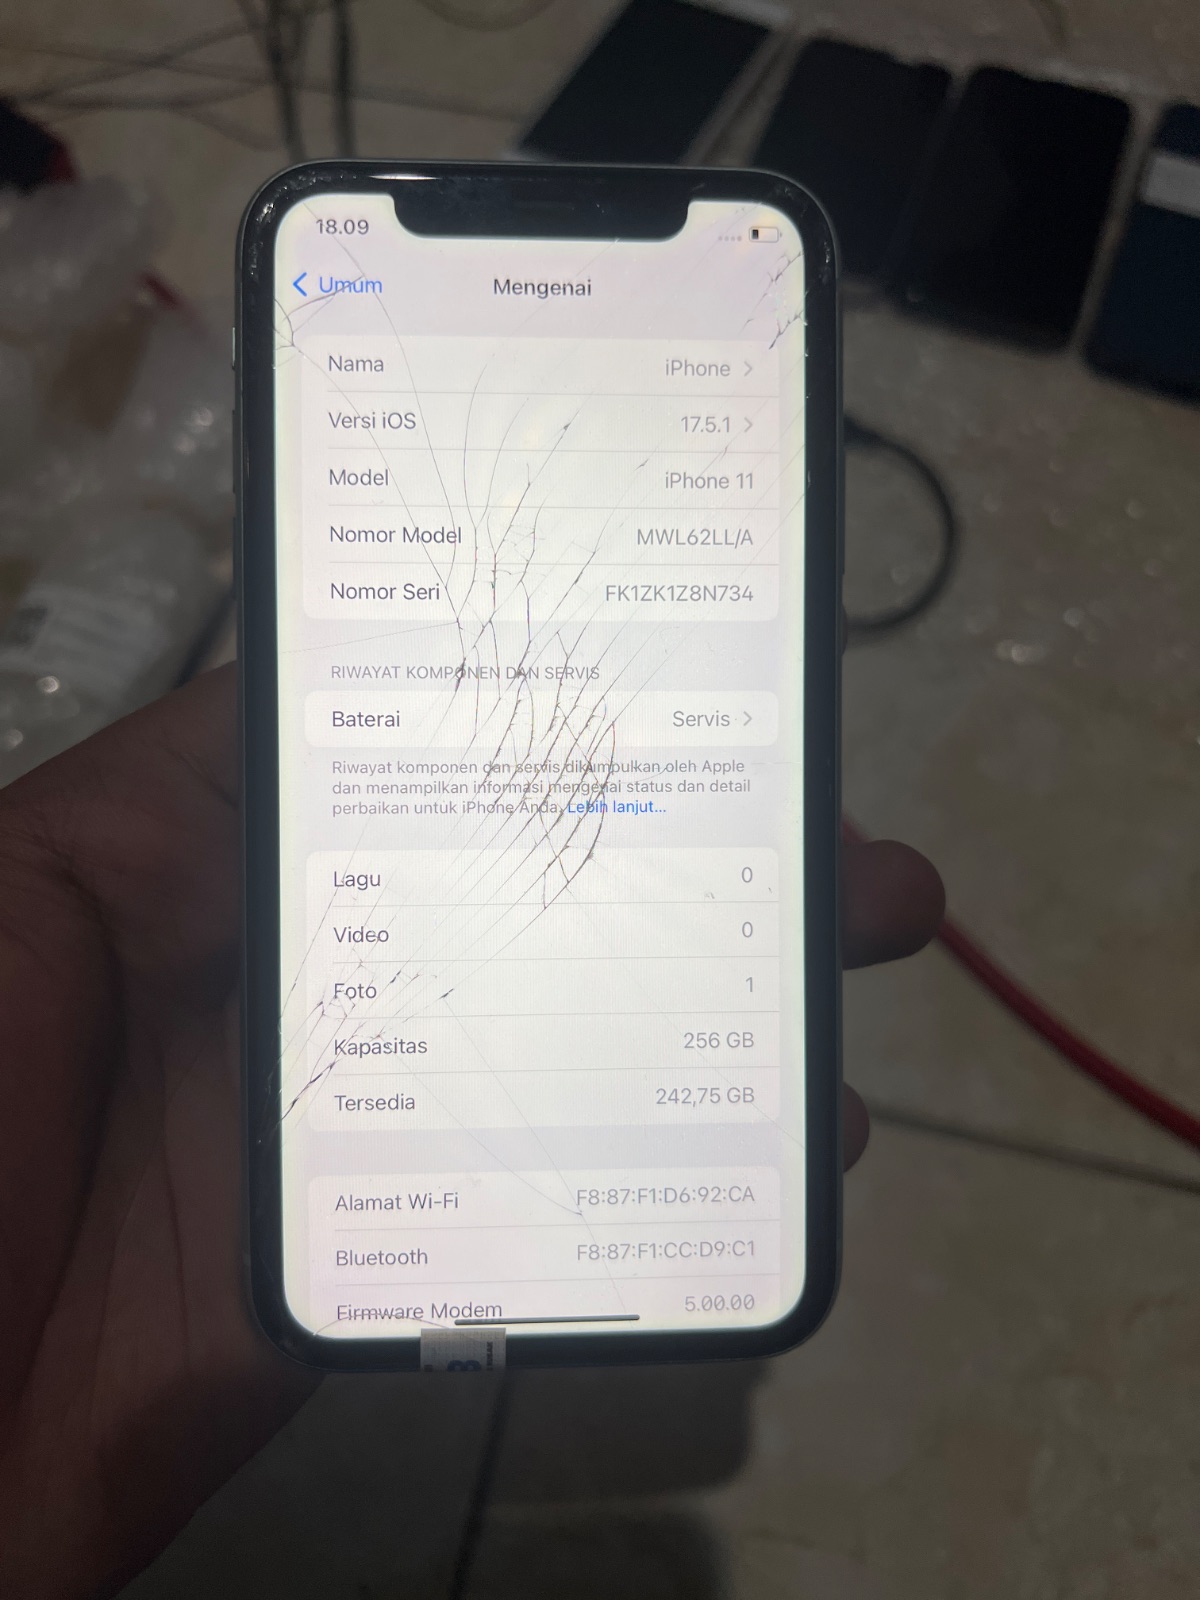 18.09
Umum
Mengenai
Nama iPhone
Versi iOS 17.5.1
Model iPhone 11
Nomor Model MWL62LL/A
Nomor Seri FK1ZK1Z8N734
RIWAYAT KOMPONEN DAN SERVIS
Baterai Servis
Riwayat komponen dan servis dikumpulkan oleh Apple
dan menampilkan informasi mengenai status dan detail
perbaikan untuk iPhone Anda. Lebih lanjut...
Lagu 0
Video 0
Foto 1
Kapasitas 256 GB
Tersedia 242,75 GB
Alamat Wi-Fi F8:87:F1:D6:92:CA
Bluetooth F8:87:F1:CC:D9:C1
Firmware Modem 5.00.00
8